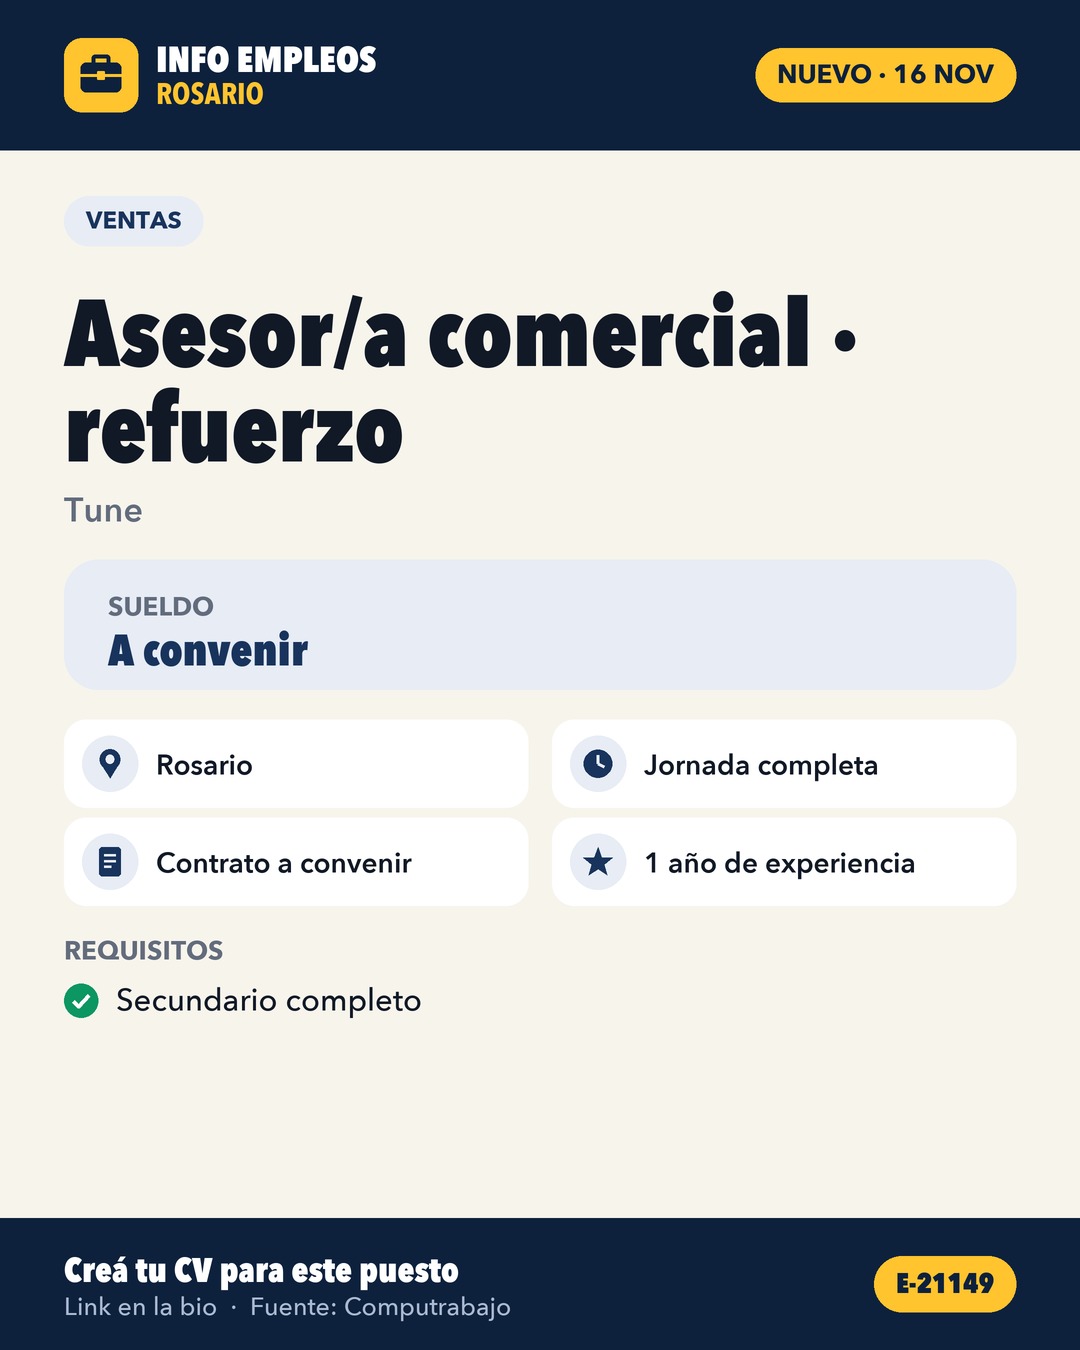 INFO EMPLEOS
ROSARIO
NUEVO · 16 NOV
VENTAS
Asesor/a comercial ·
refuerzo
Tune
SUELDO
A convenir
Rosario
Jornada completa
Contrato a convenir
1 año de experiencia
REQUISITOS
Secundario completo
Creá tu CV para este puesto
Link en la bio · Fuente: Computrabajo
E-21149